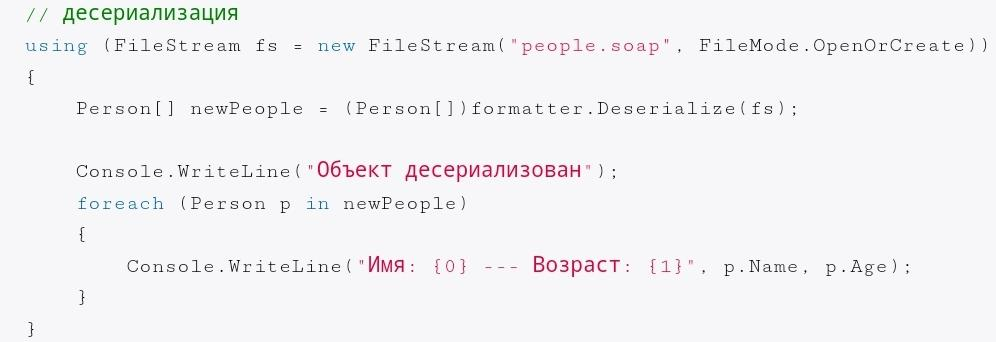 // десериализация
using (FileStream fs = new FileStream("people.soap", FileMode.OpenOrCreate))
{
    Person[] newPeople = (Person[])formatter.Deserialize(fs);

    Console.WriteLine("Объект десериализован");
    foreach (Person p in newPeople)
    {
        Console.WriteLine("Имя: {0} --- Возраст: {1}", p.Name, p.Age);
    }
}